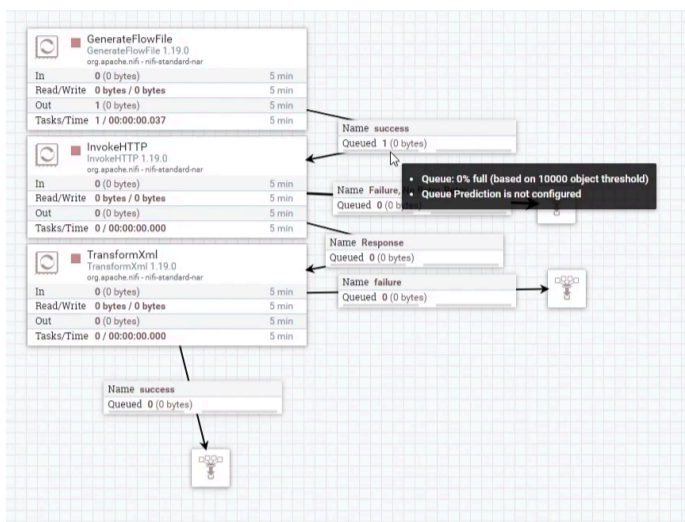 GenerateFlowFile
GenerateFlowFile 1.19.0
org.apache.nifi - nifi-standard-nar
In 0 (0 bytes) 5 min
Read/Write 0 bytes / 0 bytes 5 min
Out 1 (0 bytes) 5 min
Tasks/Time 1 / 00:00:00.037 5 min
Name success
Queued 1 (0 bytes)
InvokeHTTP
InvokeHTTP 1.19.0
org.apache.nifi - nifi-standard-nar
In 0 (0 bytes) 5 min
Read/Write 0 bytes / 0 bytes 5 min
Out 0 (0 bytes) 5 min
Tasks/Time 0 / 00:00:00.000 5 min
Queue: 0% full (based on 10000 object threshold)
Queue Prediction is not configured
Name Failure,
Queued 0 (0
Name Response
Queued 0 (0 bytes)
TransformXml
TransformXml 1.19.0
org.apache.nifi - nifi-standard-nar
In 0 (0 bytes) 5 min
Read/Write 0 bytes / 0 bytes 5 min
Out 0 (0 bytes) 5 min
Tasks/Time 0 / 00:00:00.000 5 min
Name failure
Queued 0 (0 bytes)
Name success
Queued 0 (0 bytes)